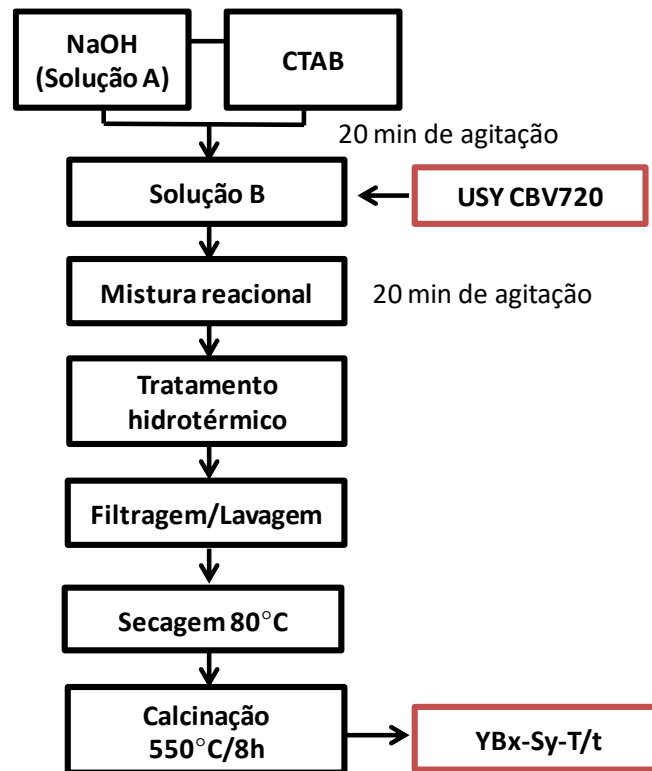 NaOH
(Solução A)
CTAB
20 min de agitação
Solução B
USY CBV720
Mistura reacional
20 min de agitação
Tratamento
hidrotérmico
Filtragem/Lavagem
Secagem 80°C
Calcinação
550°C/8h
YBx-Sy-T/t